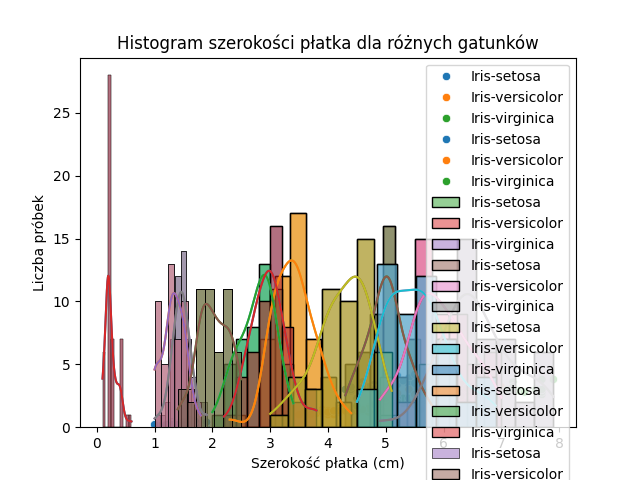 Histogram szerokości płatka dla różnych gatunków
Liczba próbek
25
20
15
10
5
0
0
1
2
3
4
5
6
7
8
Szerokość płatka (cm)
Iris-setosa
Iris-versicolor
Iris-virginica
Iris-setosa
Iris-versicolor
Iris-virginica
Iris-setosa
Iris-versicolor
Iris-virginica
Iris-setosa
Iris-versicolor
Iris-virginica
Iris-setosa
Iris-versicolor
Iris-virginica
Iris-setosa
Iris-versicolor
Iris-virginica
Iris-setosa
Iris-versicolor